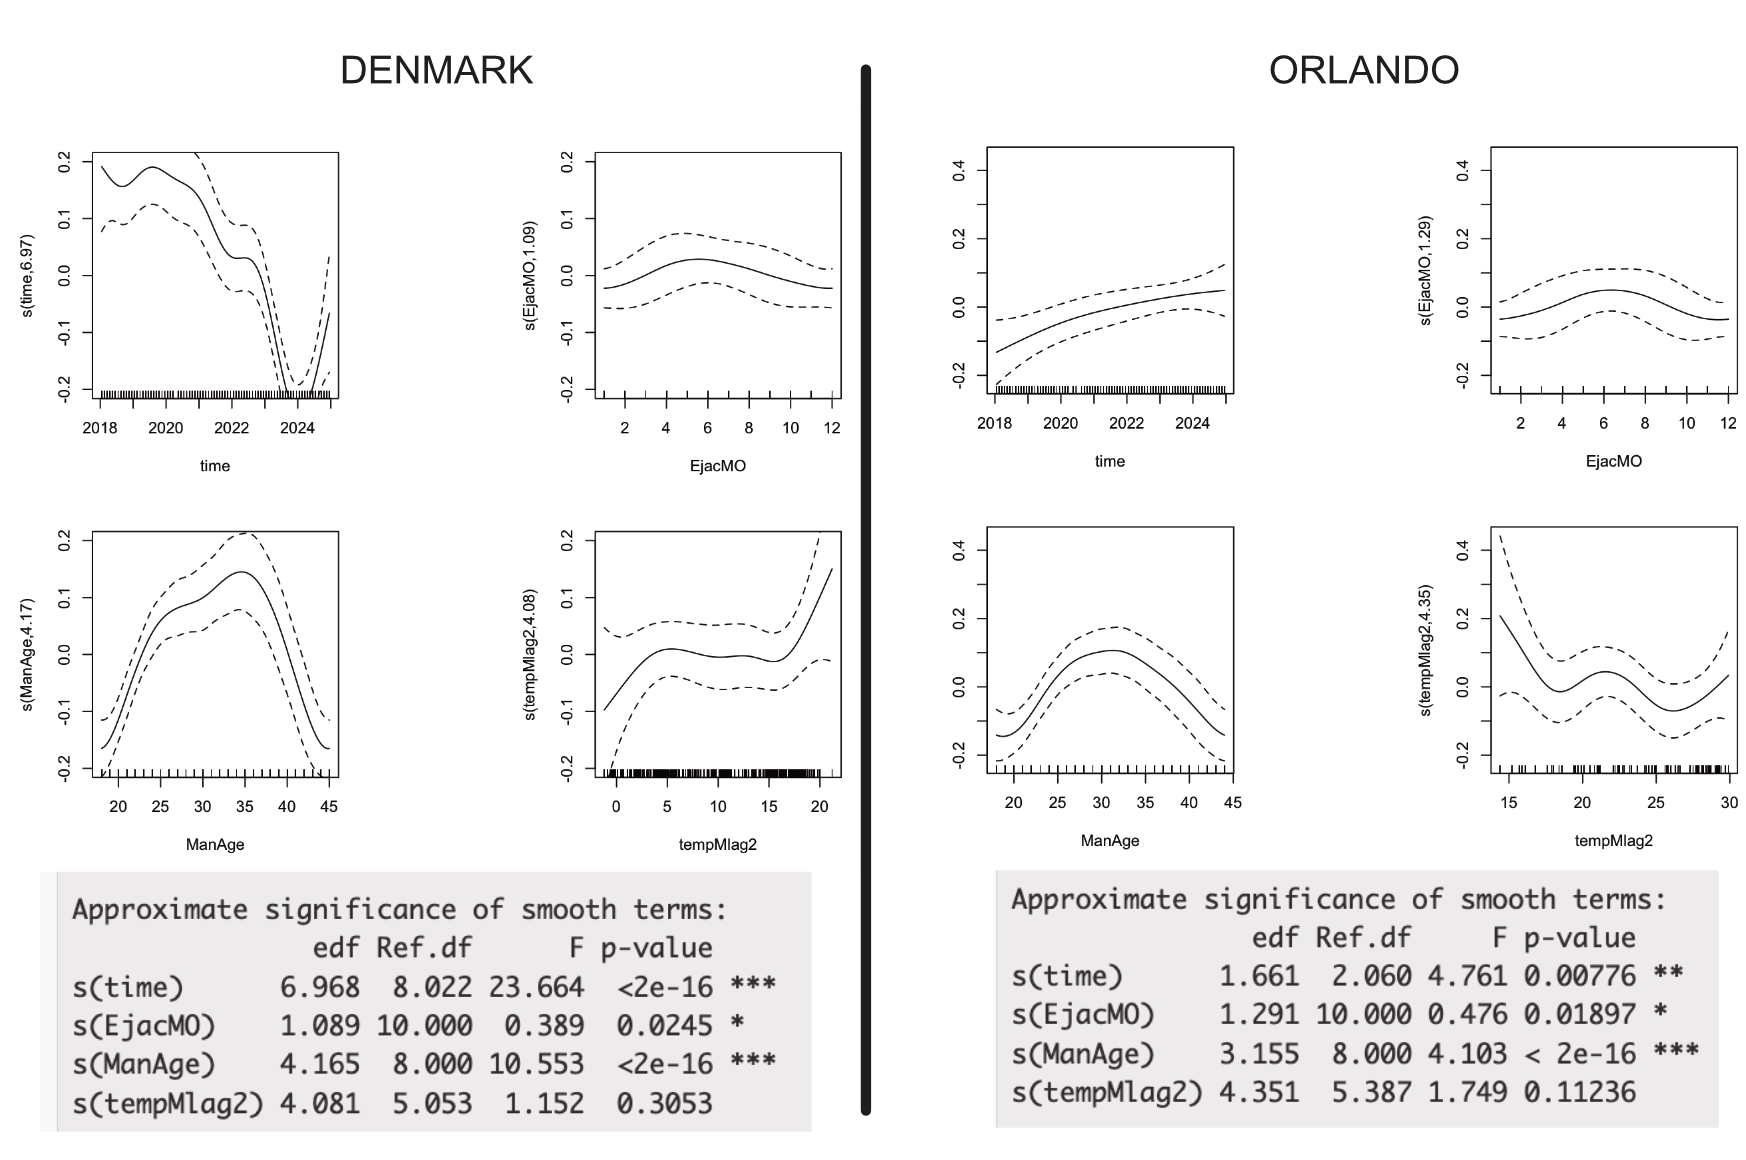 DENMARK
0.2
0.1
0.0
-0.1
-0.2
s(time,6.97)
2018 2020 2022 2024
time
0.2
0.1
0.0
-0.1
-0.2
s(EjacMO,1.09)
2 4 6 8 10 12
EjacMO
0.2
0.1
0.0
-0.1
-0.2
s(ManAge,4.17)
20 25 30 35 40 45
ManAge
0.2
0.1
0.0
-0.1
-0.2
s(tempMlag2,4.08)
0 5 10 15 20
tempMlag2
Approximate significance of smooth terms:
edf Ref.df F p-value
s(time) 6.968 8.022 23.664 <2e-16 ***
s(EjacMO) 1.089 10.000 0.389 0.0245 *
s(ManAge) 4.165 8.000 10.553 <2e-16 ***
s(tempMlag2) 4.081 5.053 1.152 0.3053
ORLANDO
0.4
0.2
0.0
-0.2
2018 2020 2022 2024
time
0.4
0.2
0.0
-0.2
s(EjacMO,1.29)
2 4 6 8 10 12
EjacMO
0.4
0.2
0.0
-0.2
20 25 30 35 40 45
ManAge
0.4
0.2
0.0
-0.2
s(tempMlag2,4.35)
15 20 25 30
tempMlag2
Approximate significance of smooth terms:
edf Ref.df F p-value
s(time) 1.661 2.060 4.761 0.00776 **
s(EjacMO) 1.291 10.000 0.476 0.01897 *
s(ManAge) 3.155 8.000 4.103 < 2e-16 ***
s(tempMlag2) 4.351 5.387 1.749 0.11236